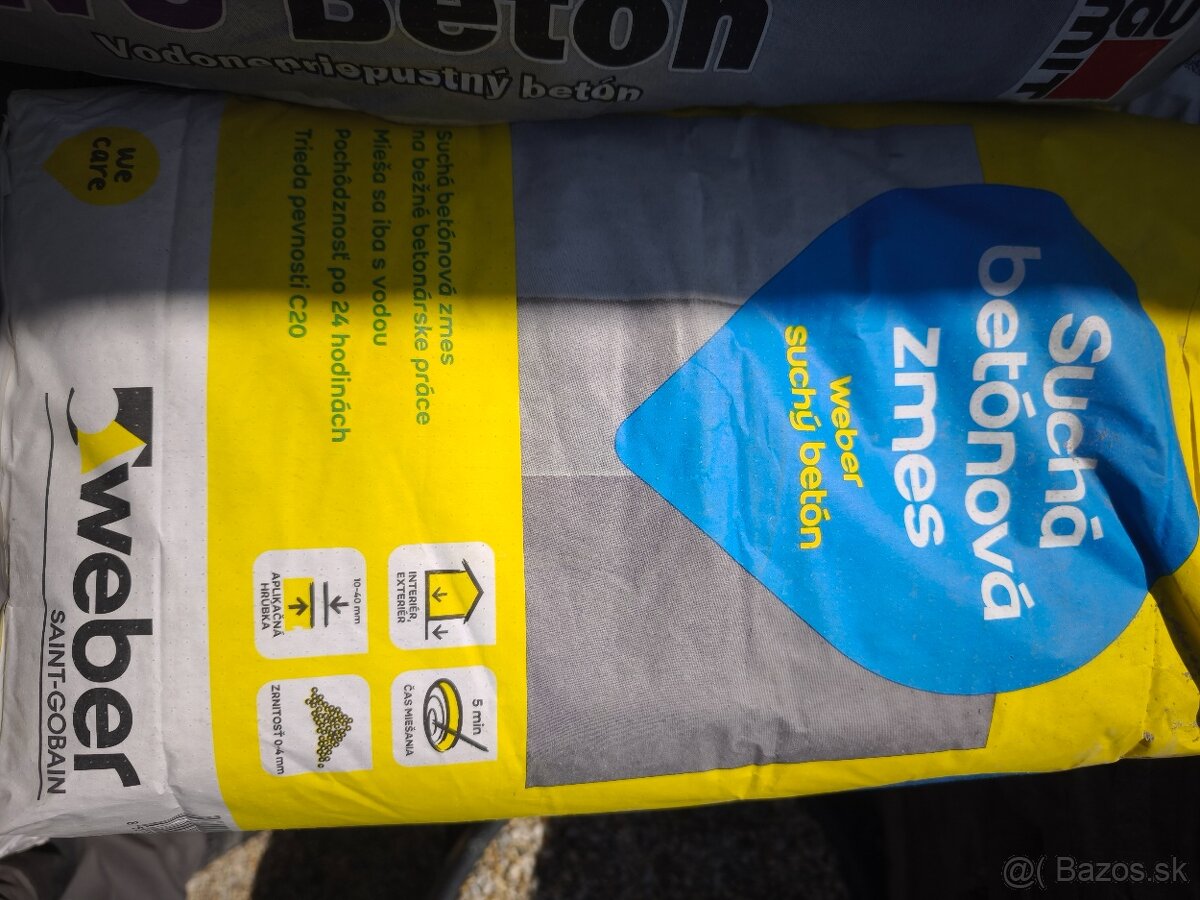 Betón
Vodonepriepustný betón
bau
MIT
Suchá
betónová
zmes
weber
suchý betón
Suchá betónová zmes
na bežné betonárske práce
Mieša sa iba s vodou
Pochôdznosť po 24 hodinách
Trieda pevnosti C20
INTERIÉR,
EXTERIÉR
5 min
ČAS MIEŠANIA
10-40 mm
APLIKAČNÁ
HRÚBKA
ZRNITOSŤ 0-4 mm
we
care
weber
SAINT-GOBAIN
@( Bazos.sk